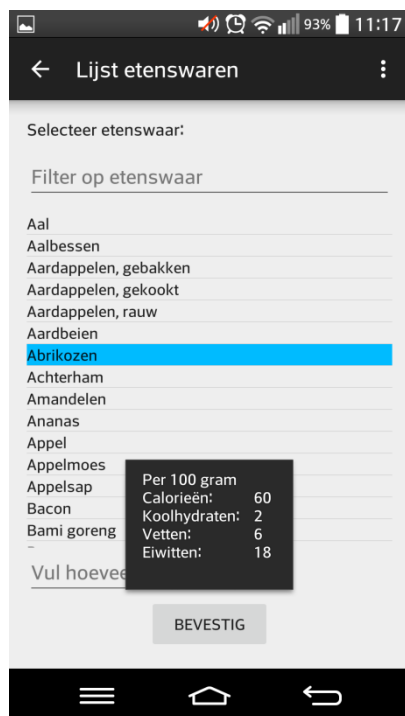 93% 11:17
Lijst etenswaren
Selecteer etenswaar:
Filter op etenswaar
Aal
Aalbessen
Aardappelen, gebakken
Aardappelen, gekookt
Aardappelen, rauw
Aardbeien
Abrikozen
Achterham
Amandelen
Ananas
Appel
Appelmoes
Appelsap
Bacon
Bami goreng
Per 100 gram
Calorieën: 60
Koolhydraten: 2
Vetten: 6
Eiwitten: 18
Vul
BEVESTIG